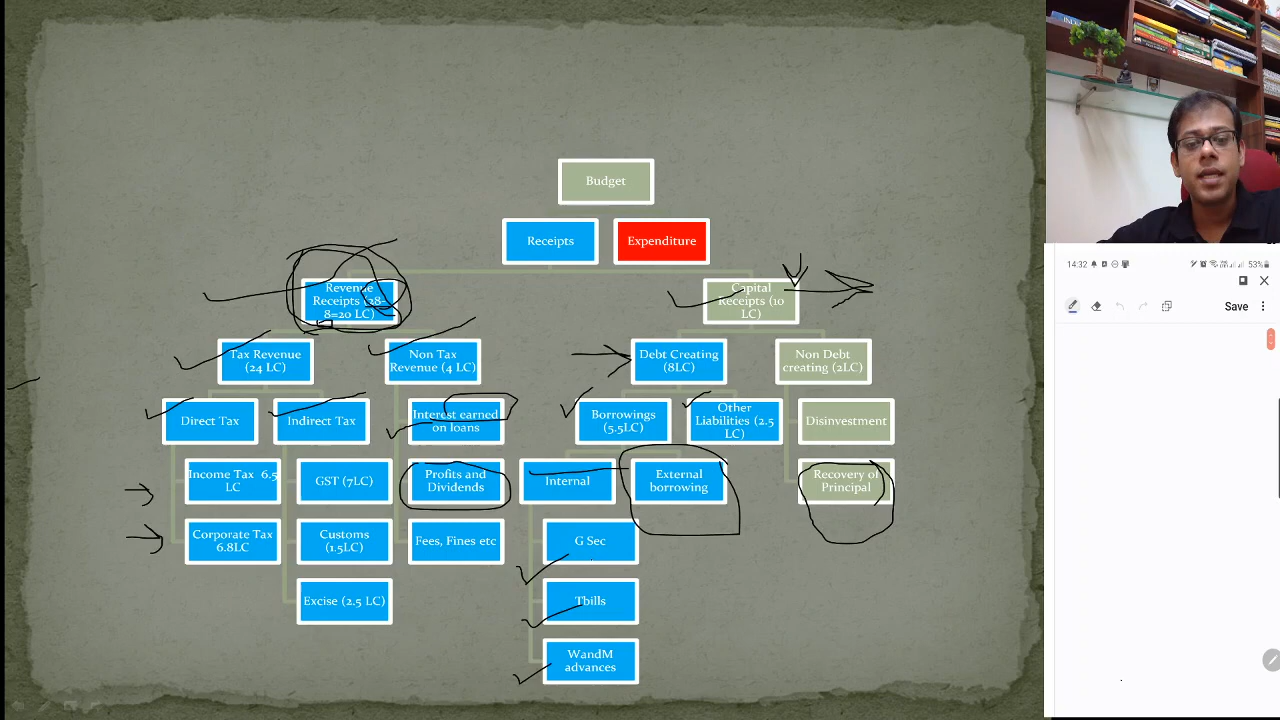 Budget
Receipts
Expenditure
Revenue
Receipts (28-
8=20 LC)
Capital
Receipts (10
LC)
Tax Revenue
(24 LC)
Non Tax
Revenue (4 LC)
Debt Creating
(8LC)
Non Debt
creating (2LC)
Direct Tax
Indirect Tax
Interest earned
on loans
Borrowings
(5.5LC)
Other
Liabilities (2.5
LC)
Disinvestment
Income Tax 6.5
LC
GST (7LC)
Profits and
Dividends
Internal
External
borrowing
Recovery of
Principal
Corporate Tax
6.8LC
Customs
(1.5LC)
Fees, Fines etc
G Sec
Excise (2.5 LC)
Tbills
WandM
advances
14:32
53%
Save